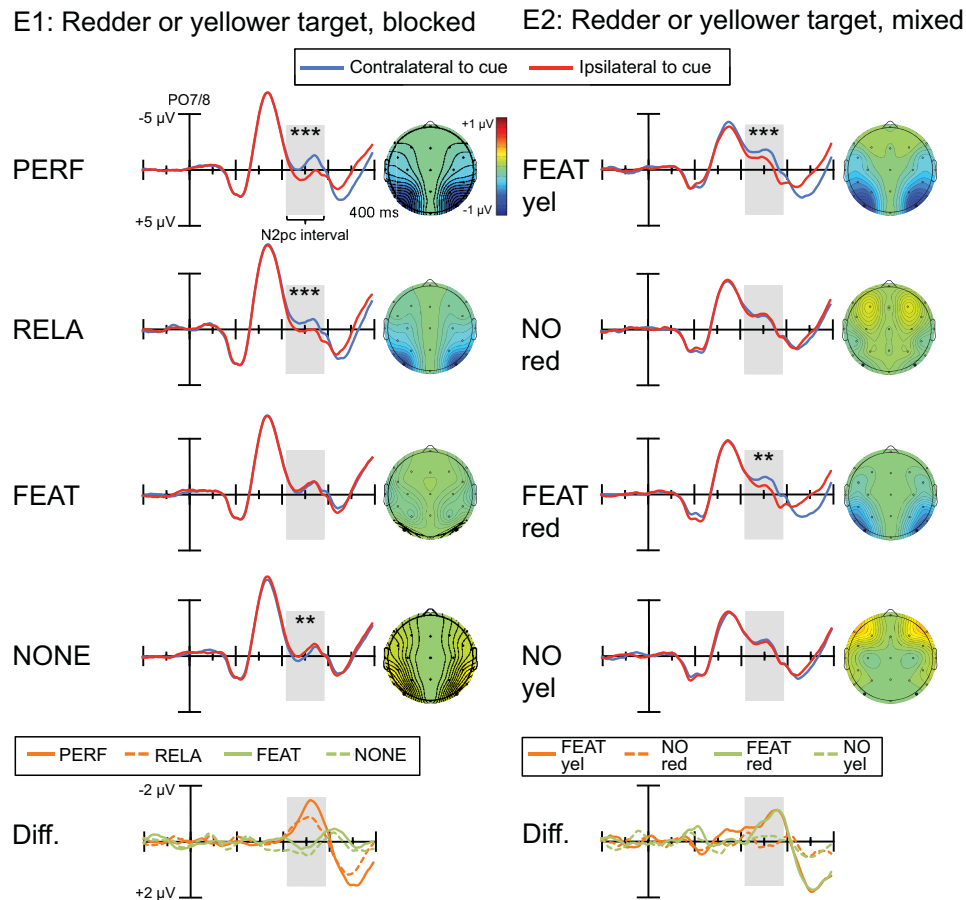 E1: Redder or yellower target, blocked
E2: Redder or yellower target, mixed
Contralateral to cue
Ipsilateral to cue
PO7/8
-5 µV
+5 µV
PERF
***
400 ms
N2pc interval
+1 µV
-1 µV
FEAT
yel
***
RELA
***
NO
red
FEAT
FEAT
red
**
NONE
**
NO
yel
PERF
RELA
FEAT
NONE
FEAT
yel
NO
red
FEAT
red
NO
yel
-2 µV
Diff.
+2 µV
Diff.